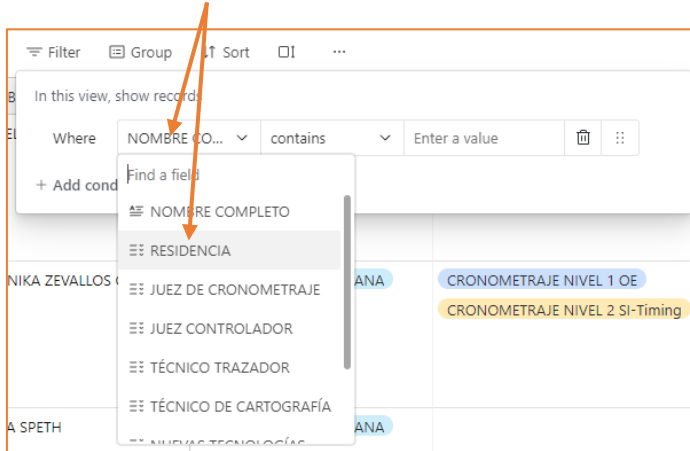 Filter Group Sort ...
In this view, show records
Where NOMBRE CO... contains Enter a value
Find a field
+ Add cond
NOMBRE COMPLETO
RESIDENCIA
NIKA ZEVALLOS ANA CRONOMETRAJE NIVEL 1 OE
JUEZ DE CRONOMETRAJE
CRONOMETRAJE NIVEL 2 SI-Timing
JUEZ CONTROLADOR
TÉCNICO TRAZADOR
TÉCNICO DE CARTOGRAFÍA
A SPETH ANA
NUEVAS TECNOLOGÍAS